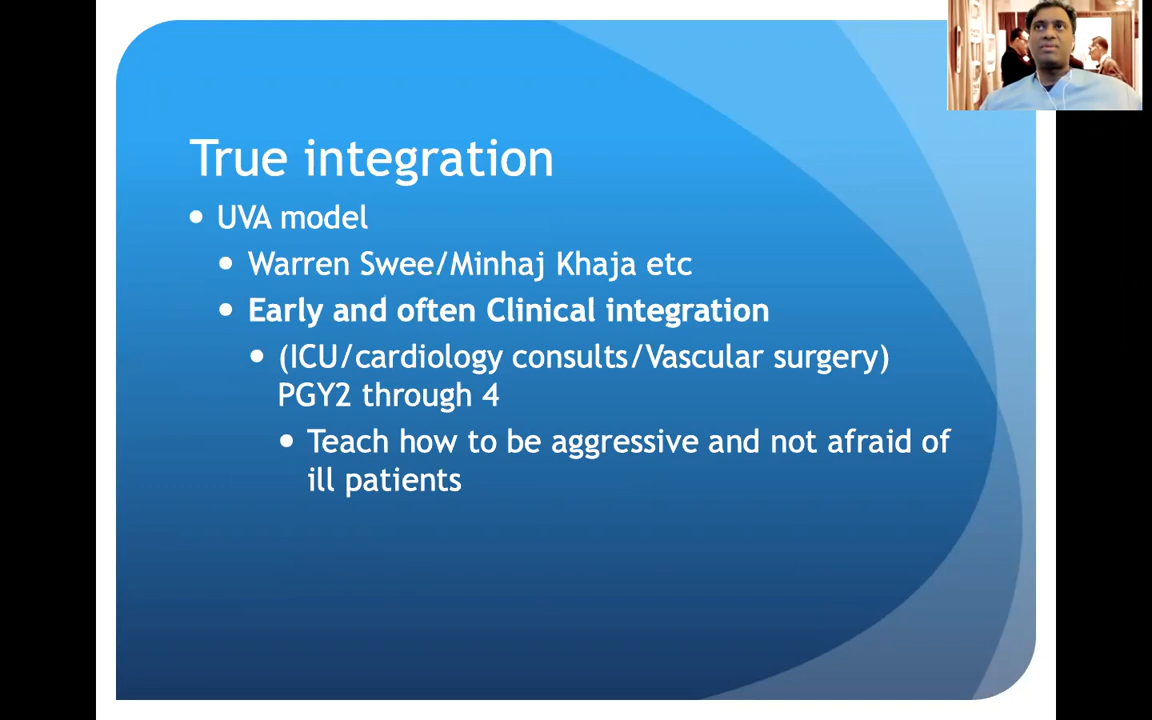 True integration
UVA model
Warren Swee/Minhaj Khaja etc
Early and often Clinical integration
(ICU/cardiology consults/Vascular surgery)
PGY2 through 4
Teach how to be aggressive and not afraid of
ill patients